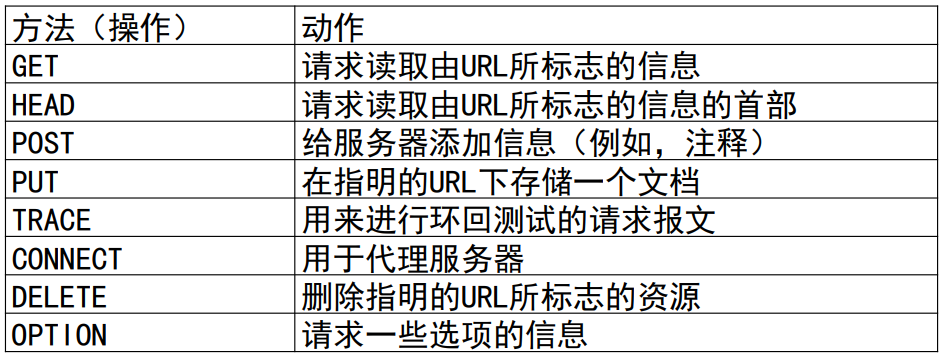 方法（操作） 动作
GET 请求读取由URL所标志的信息
HEAD 请求读取由URL所标志的信息的首部
POST 给服务器添加信息（例如，注释）
PUT 在指明的URL下存储一个文档
TRACE 用来进行环回测试的请求报文
CONNECT 用于代理服务器
DELETE 删除指明的URL所标志的资源
OPTION 请求一些选项的信息